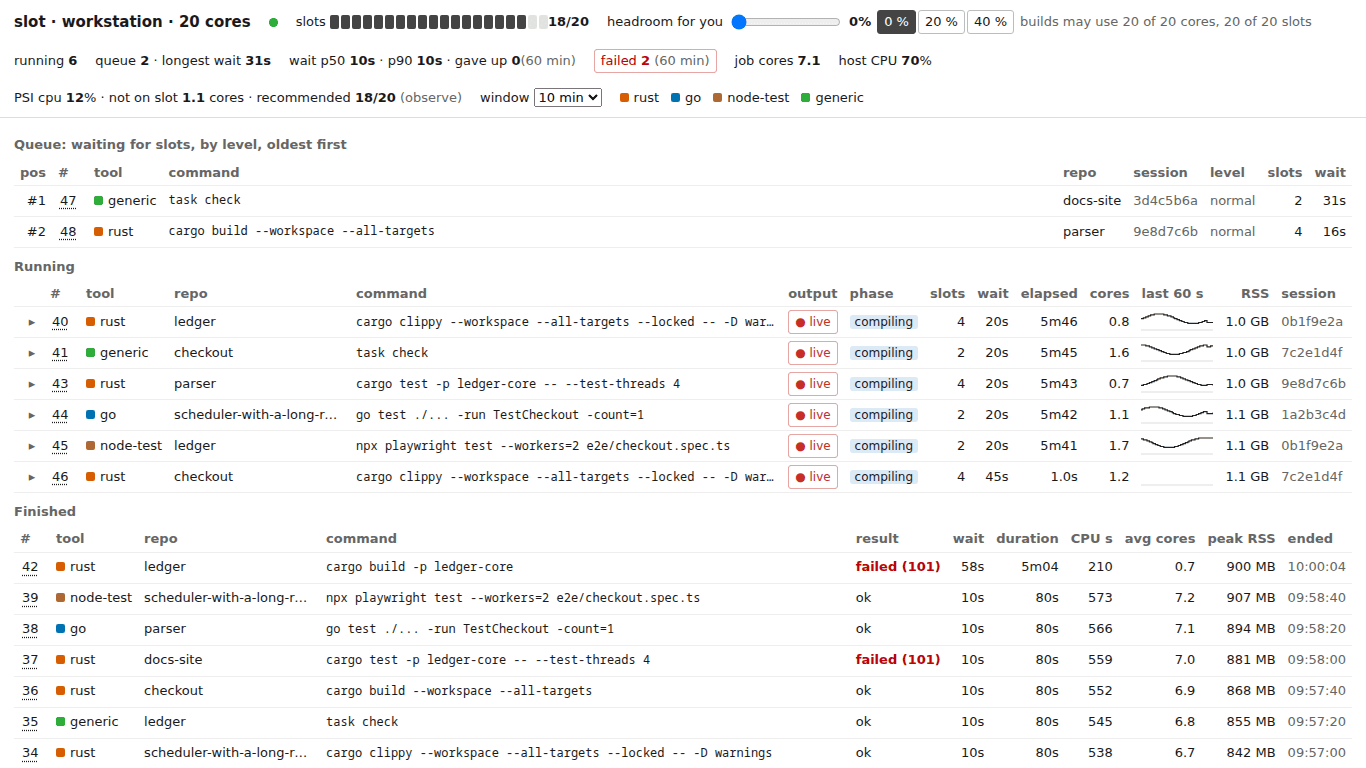 slot · workstation · 20 cores slots 18/20 headroom for you 0% 0 % 20 % 40 % builds may use 20 of 20 cores, 20 of 20 slots
running 6 queue 2 · longest wait 31s wait p50 10s · p90 10s · gave up 0(60 min) failed 2 (60 min) job cores 7.1 host CPU 70%
PSI cpu 12% · not on slot 1.1 cores · recommended 18/20 (observe) window 10 min rust go node-test generic
Queue: waiting for slots, by level, oldest first
pos # tool command repo session level slots wait
#1 47 generic task check docs-site 3d4c5b6a normal 2 31s
#2 48 rust cargo build --workspace --all-targets parser 9e8d7c6b normal 4 16s
Running
# tool repo command output phase slots wait elapsed cores last 60 s RSS session
▸ 40 rust ledger cargo clippy --workspace --all-targets --locked -- -D war… ● live compiling 4 20s 5m46 0.8 1.0 GB 0b1f9e2a
▸ 41 generic checkout task check ● live compiling 2 20s 5m45 1.6 1.0 GB 7c2e1d4f
▸ 43 rust parser cargo test -p ledger-core -- --test-threads 4 ● live compiling 4 20s 5m43 0.7 1.0 GB 9e8d7c6b
▸ 44 go scheduler-with-a-long-r… go test ./... -run TestCheckout -count=1 ● live compiling 2 20s 5m42 1.1 1.1 GB 1a2b3c4d
▸ 45 node-test ledger npx playwright test --workers=2 e2e/checkout.spec.ts ● live compiling 2 20s 5m41 1.7 1.1 GB 0b1f9e2a
▸ 46 rust checkout cargo clippy --workspace --all-targets --locked -- -D war… ● live compiling 4 45s 1.0s 1.2 1.1 GB 7c2e1d4f
Finished
# tool repo command result wait duration CPU s avg cores peak RSS ended
42 rust ledger cargo build -p ledger-core failed (101) 58s 5m04 210 0.7 900 MB 10:00:04
39 node-test scheduler-with-a-long-r… npx playwright test --workers=2 e2e/checkout.spec.ts ok 10s 80s 573 7.2 907 MB 09:58:40
38 go parser go test ./... -run TestCheckout -count=1 ok 10s 80s 566 7.1 894 MB 09:58:20
37 rust docs-site cargo test -p ledger-core -- --test-threads 4 failed (101) 10s 80s 559 7.0 881 MB 09:58:00
36 rust checkout cargo build --workspace --all-targets ok 10s 80s 552 6.9 868 MB 09:57:40
35 generic ledger task check ok 10s 80s 545 6.8 855 MB 09:57:20
34 rust scheduler-with-a-long-r… cargo clippy --workspace --all-targets --locked -- -D warnings ok 10s 80s 538 6.7 842 MB 09:57:00